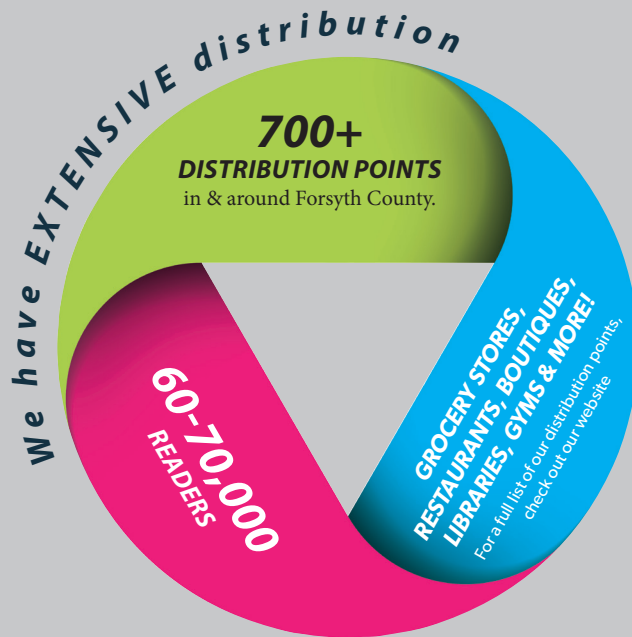 We have EXTENSIVE distribution
700+
DISTRIBUTION POINTS
in & around Forsyth County.
GROCERY STORES,
RESTAURANTS, BOUTIQUES,
LIBRARIES, GYMS & MORE!
For a full list of our distribution points,
check out our website
60-70,000
READERS